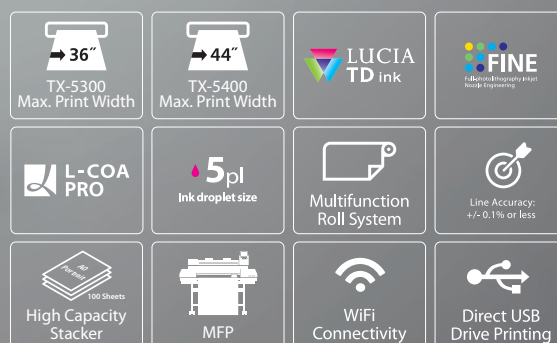 36"
TX-5300
Max. Print Width
44"
TX-5400
Max. Print Width
LUCIA
TD ink
FINE
Full-photolithography Inkjet
Nozzle Engineering
L-COA
PRO
5pl
Ink droplet size
Multifunction
Roll System
Line Accuracy:
+/- 0.1% or less
A0
Portrait
100 Sheets
High Capacity
Stacker
MFP
WiFi
Connectivity
Direct USB
Drive Printing